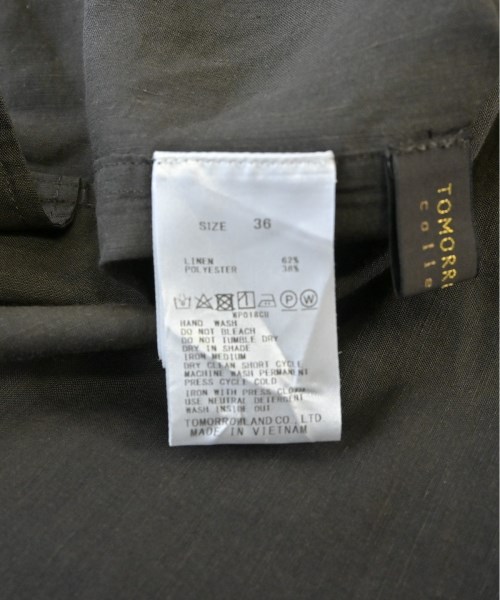 SIZE 36
LINEN 62%
POLYESTER 38%
HAND WASH
DO NOT BLEACH
DO NOT TUMBLE DRY
DRY IN SHADE
IRON MEDIUM
DRY CLEAN SHORT CYCLE
MACHINE WASH PERMANENT
PRESS CYCLE COLD
IRON WITH PRESS CLOTH
USE NEUTRAL DETERGENT
WASH INSIDE OUT
TOMORROWLAND CO., LTD
MADE IN VIETNAM
TOMORR
colle